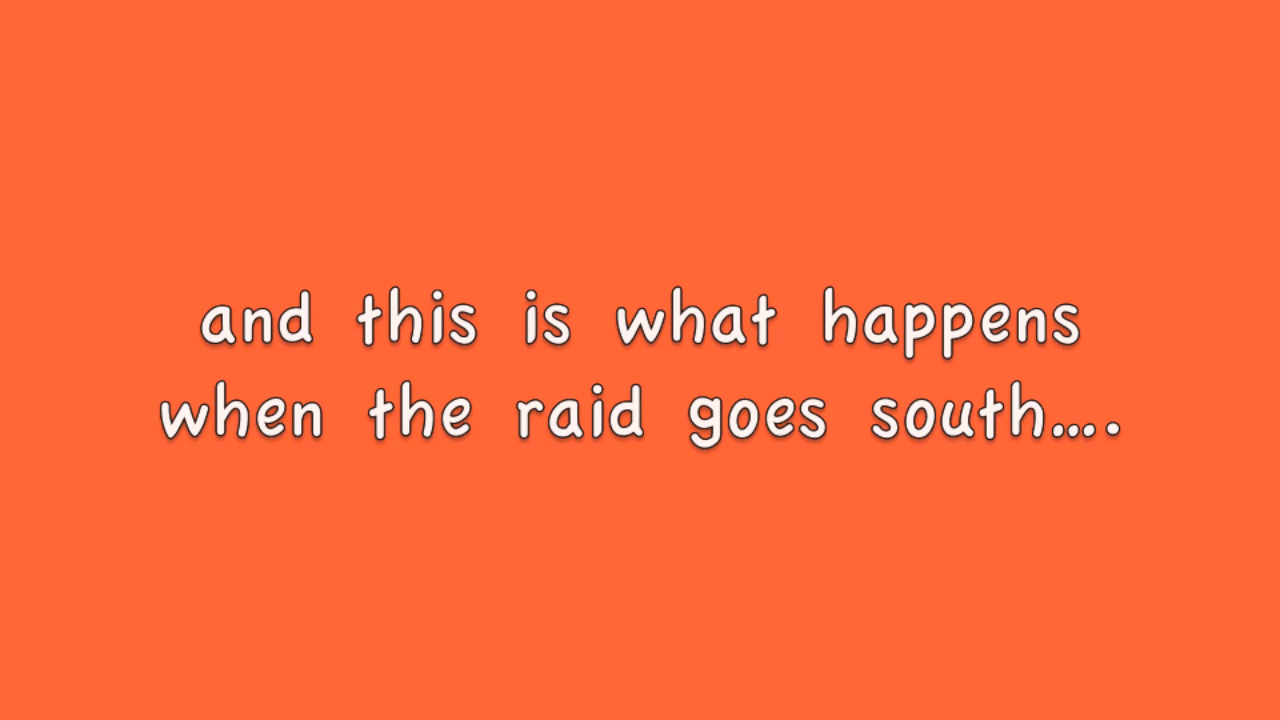 and this is what happens
when the raid goes south....